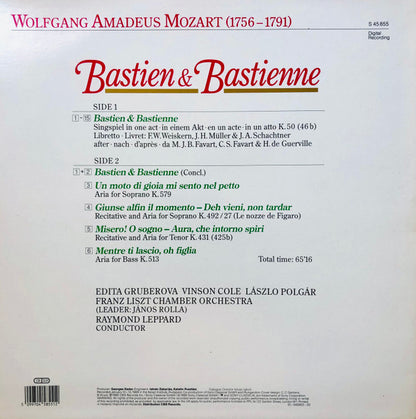 WOLFGANG AMADEUS MOZART (1756–1791)
S 45 855
Digital
Recording
Bastien & Bastienne
SIDE 1
1 - 15 Bastien & Bastienne
Singspiel in one act · in einem Akt · en un acte · in un atto K. 50 (46 b)
Libretto · Livret: F.W. Weiskern, J. H. Müller & J. A. Schachtner
after · nach · d'après · da M. J. B. Favart, C. S. Favart & H. de Guerville
SIDE 2
1 + 2 Bastien & Bastienne (Concl.)
3 Un moto di gioia mi sento nel petto
Aria for Soprano K. 579
4 Giunse alfin il momento – Deh vieni, non tardar
Recitative and Aria for Soprano K. 492 / 27 (Le nozze de Figaro)
5 Misero! O sogno – Aura, che intorno spiri
Recitative and Aria for Tenor K. 431 (425b)
6 Mentre ti lascio, oh figlia
Aria for Bass K. 513
Total time: 65'16
EDITA GRUBEROVA VINSON COLE LÁSZLO POLGÁR
FRANZ LISZT CHAMBER ORCHESTRA
(LEADER: JÁNOS ROLLA)
RAYMOND LEPPARD
CONDUCTOR